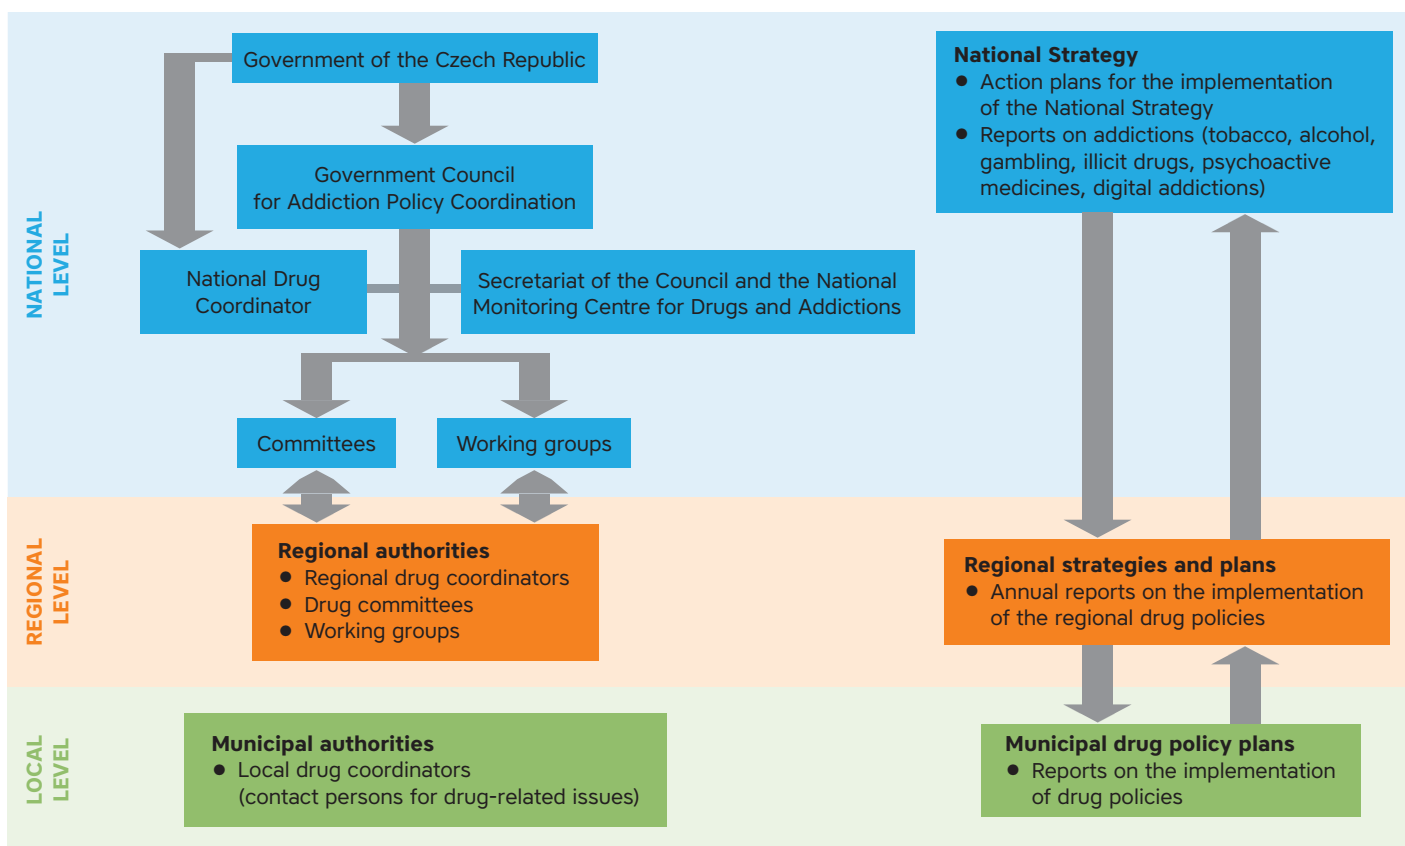 Government of the Czech Republic
Government Council
for Addiction Policy Coordination
National Drug
Coordinator
Secretariat of the Council and the National
Monitoring Centre for Drugs and Addictions
Committees
Working groups
National Strategy
● Action plans for the implementation
of the National Strategy
● Reports on addictions (tobacco, alcohol,
gambling, illicit drugs, psychoactive
medicines, digital addictions)
NATIONAL
LEVEL
Regional authorities
● Regional drug coordinators
● Drug committees
● Working groups
Regional strategies and plans
● Annual reports on the implementation
of the regional drug policies
REGIONAL
LEVEL
Municipal authorities
● Local drug coordinators
(contact persons for drug-related issues)
Municipal drug policy plans
● Reports on the implementation
of drug policies
LOCAL
LEVEL